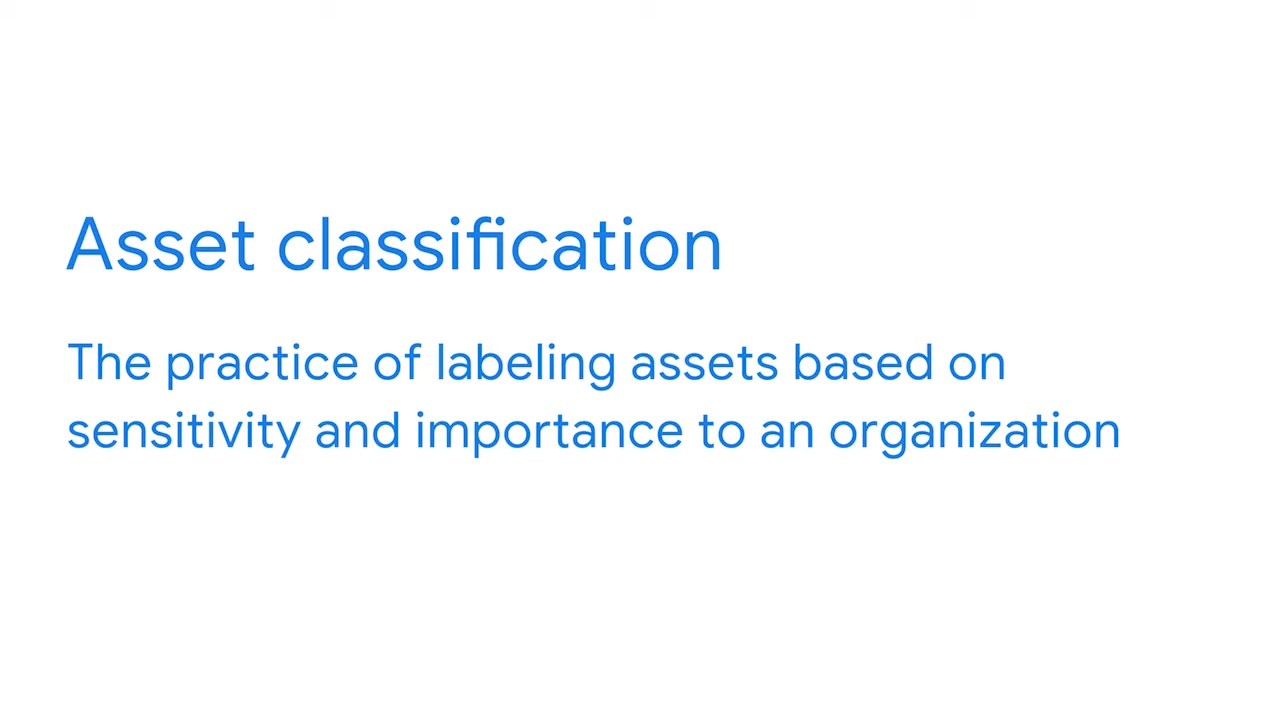 Asset classification
The practice of labeling assets based on
sensitivity and importance to an organization